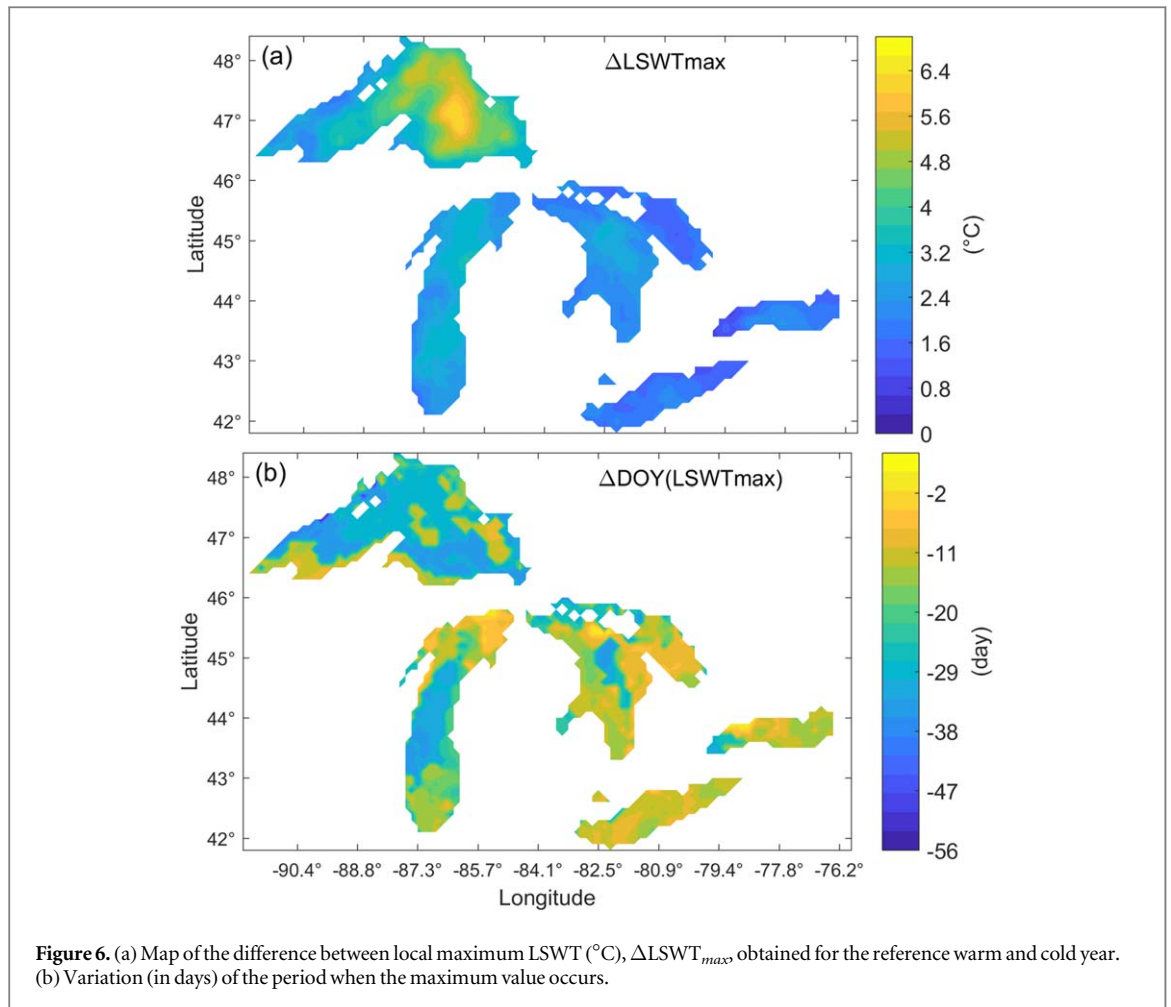 (a)
ΔLSWTmax
48°
47°
46°
45°
44°
43°
42°
Latitude
6.4
5.6
4.8
4
3.2
2.4
1.6
0.8
0
(°C)
(b)
ΔDOY(LSWTmax)
48°
47°
46°
45°
44°
43°
42°
Latitude
-2
-11
-20
-29
-38
-47
-56
(day)
-90.4° -88.8° -87.3° -85.7° -84.1° -82.5° -80.9° -79.4° -77.8° -76.2°
Longitude
Figure 6. (a) Map of the difference between local maximum LSWT (°C), ΔLSWTmax, obtained for the reference warm and cold year.
(b) Variation (in days) of the period when the maximum value occurs.